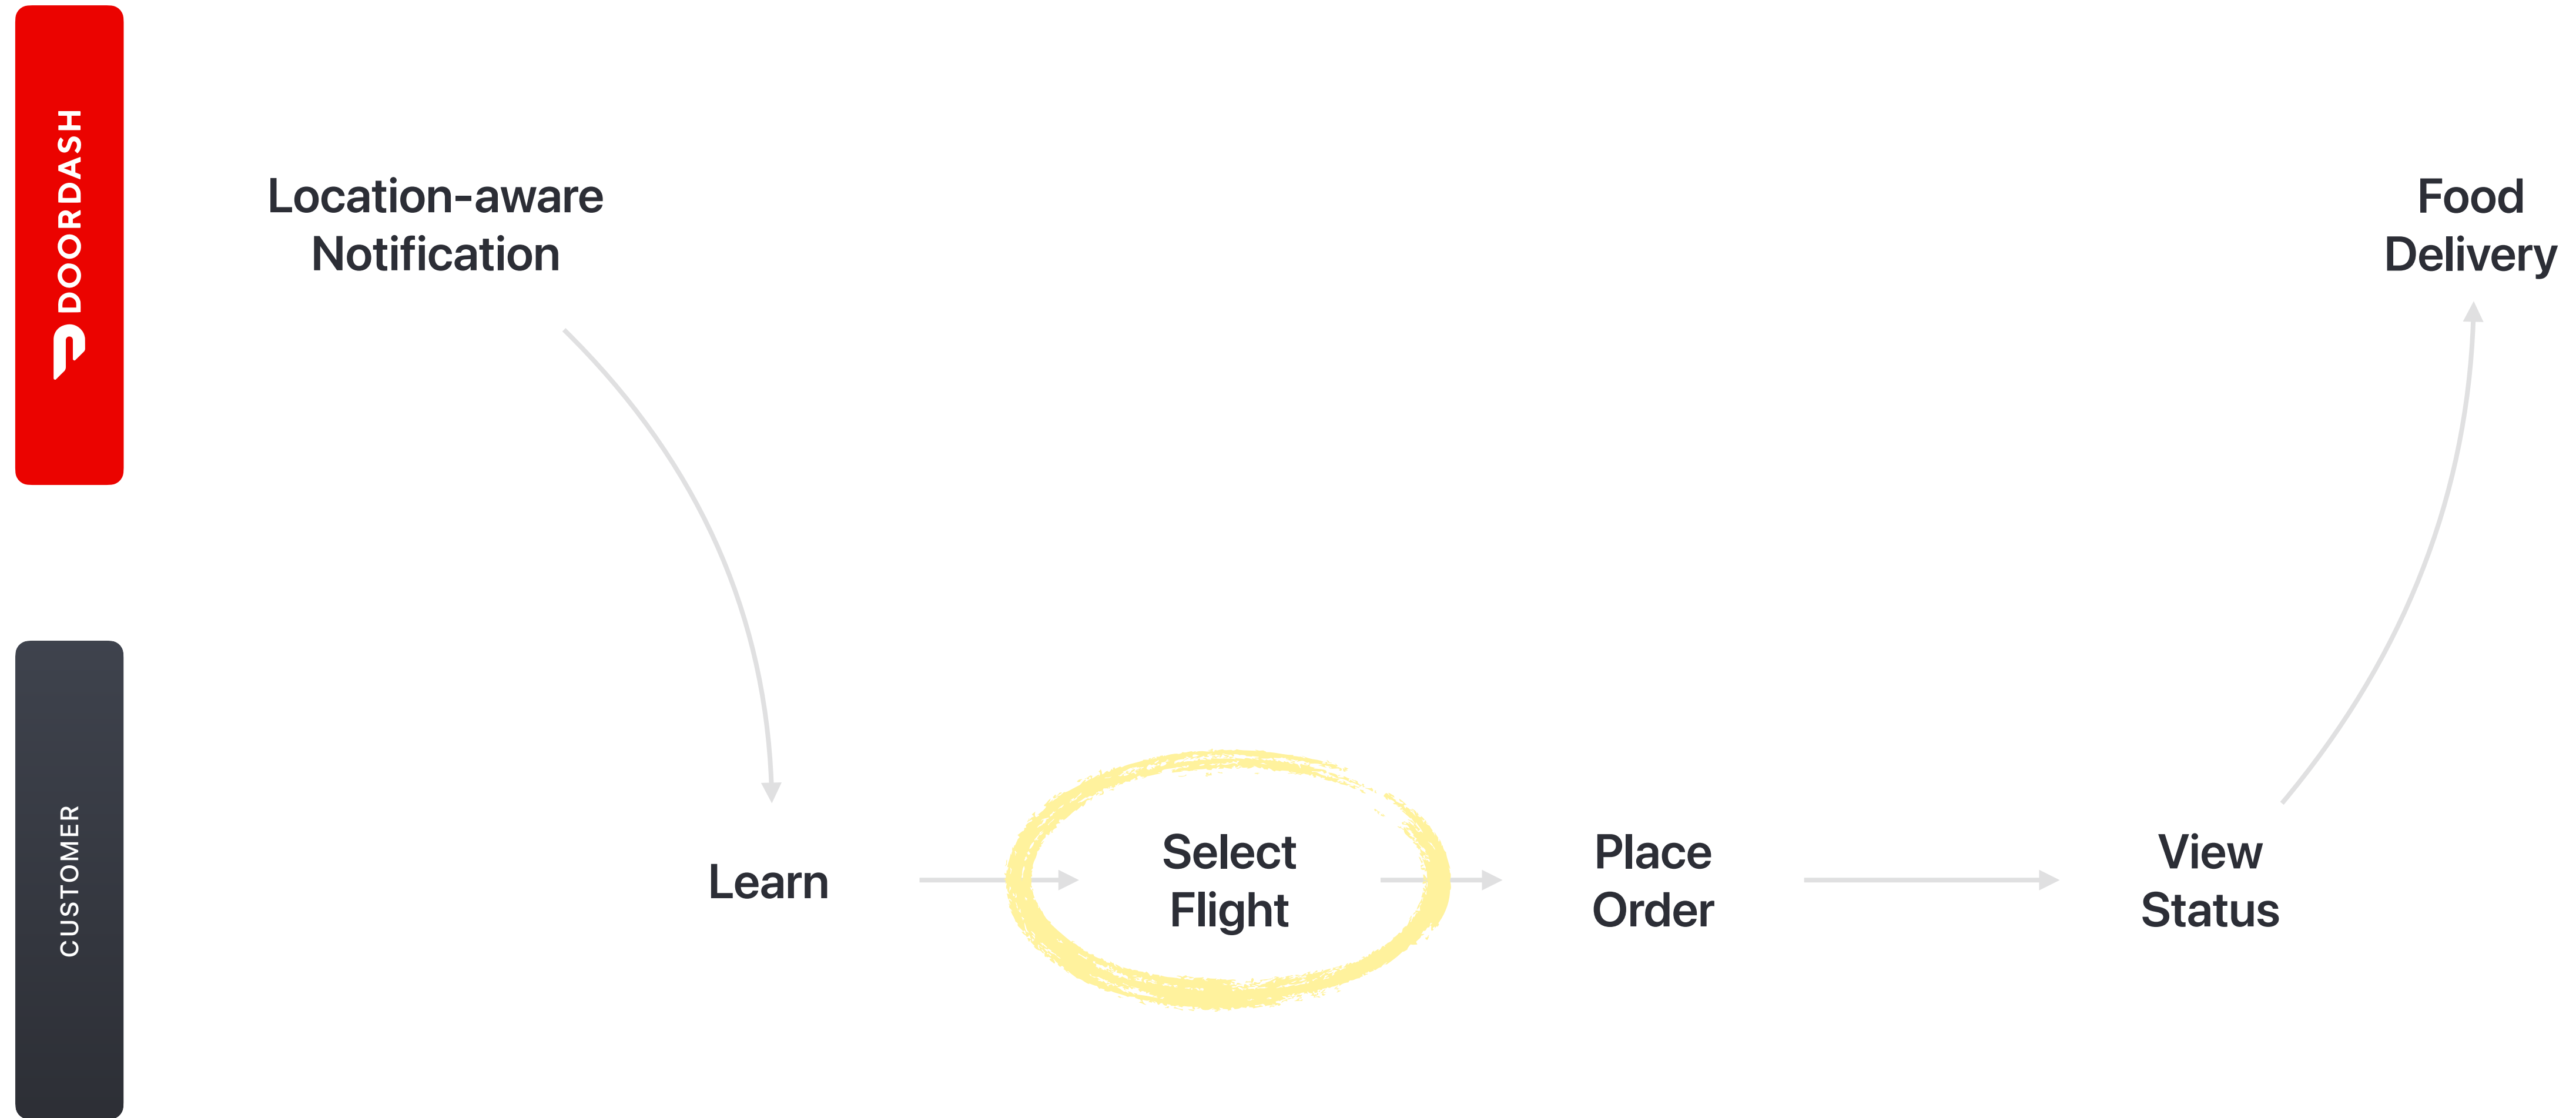 DOORDASH
Location-aware
Notification
Food
Delivery
CUSTOMER
Learn
Select
Flight
Place
Order
View
Status